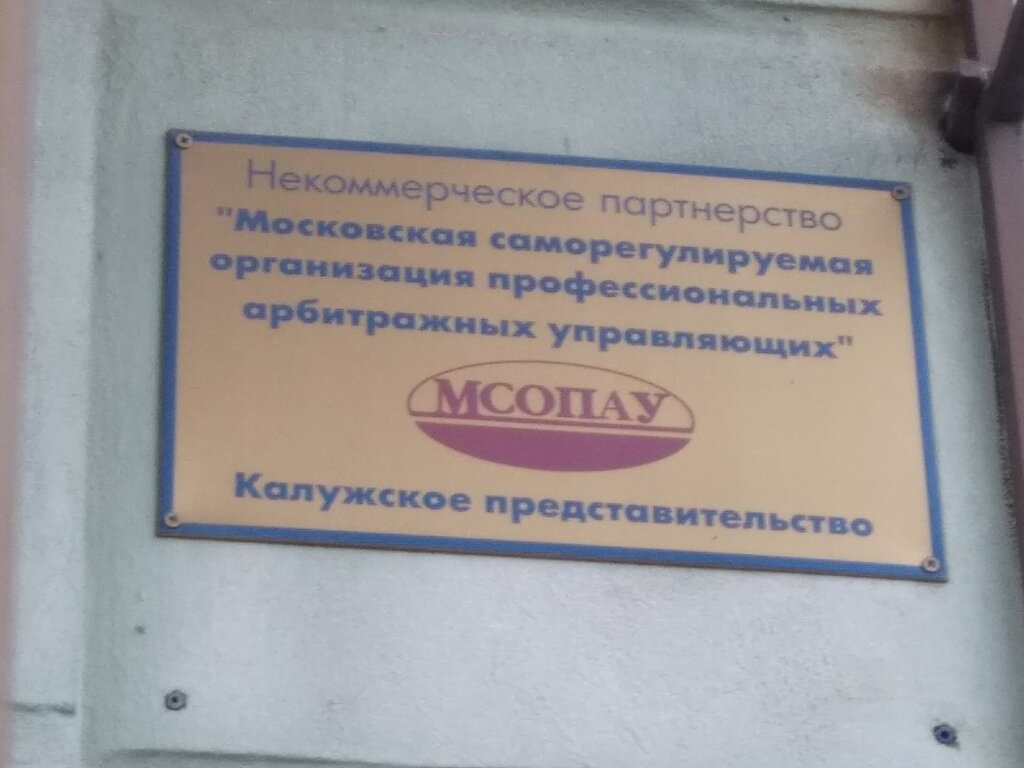 Некоммерческое партнерство
"Московская саморегулируемая
организация профессиональных
арбитражных управляющих"
МСОПАУ
Калужское представительство